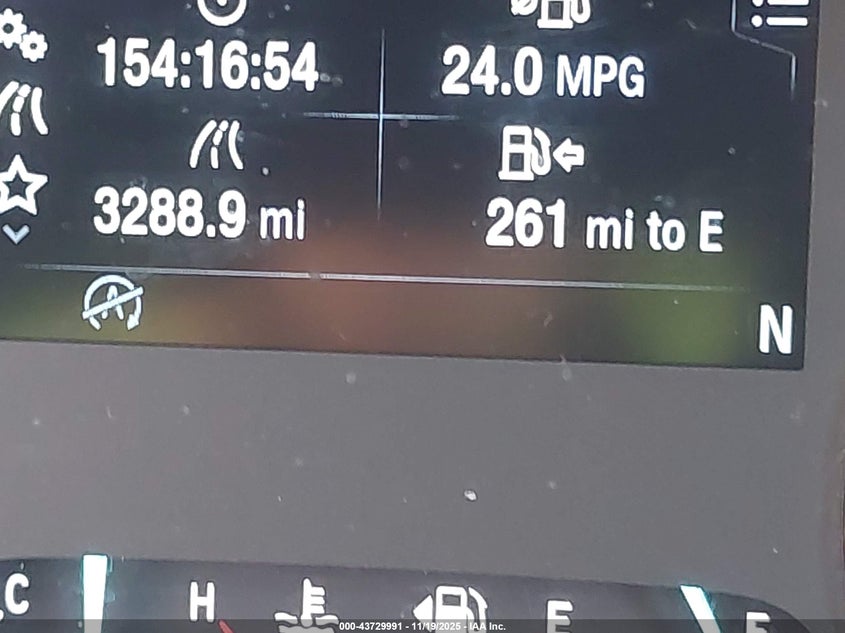 154:16:54
24.0 MPG
3288.9 mi
261 mi to E
A
N
C
H
E
000-43729991 - 11/19/2025 - IAA Inc.